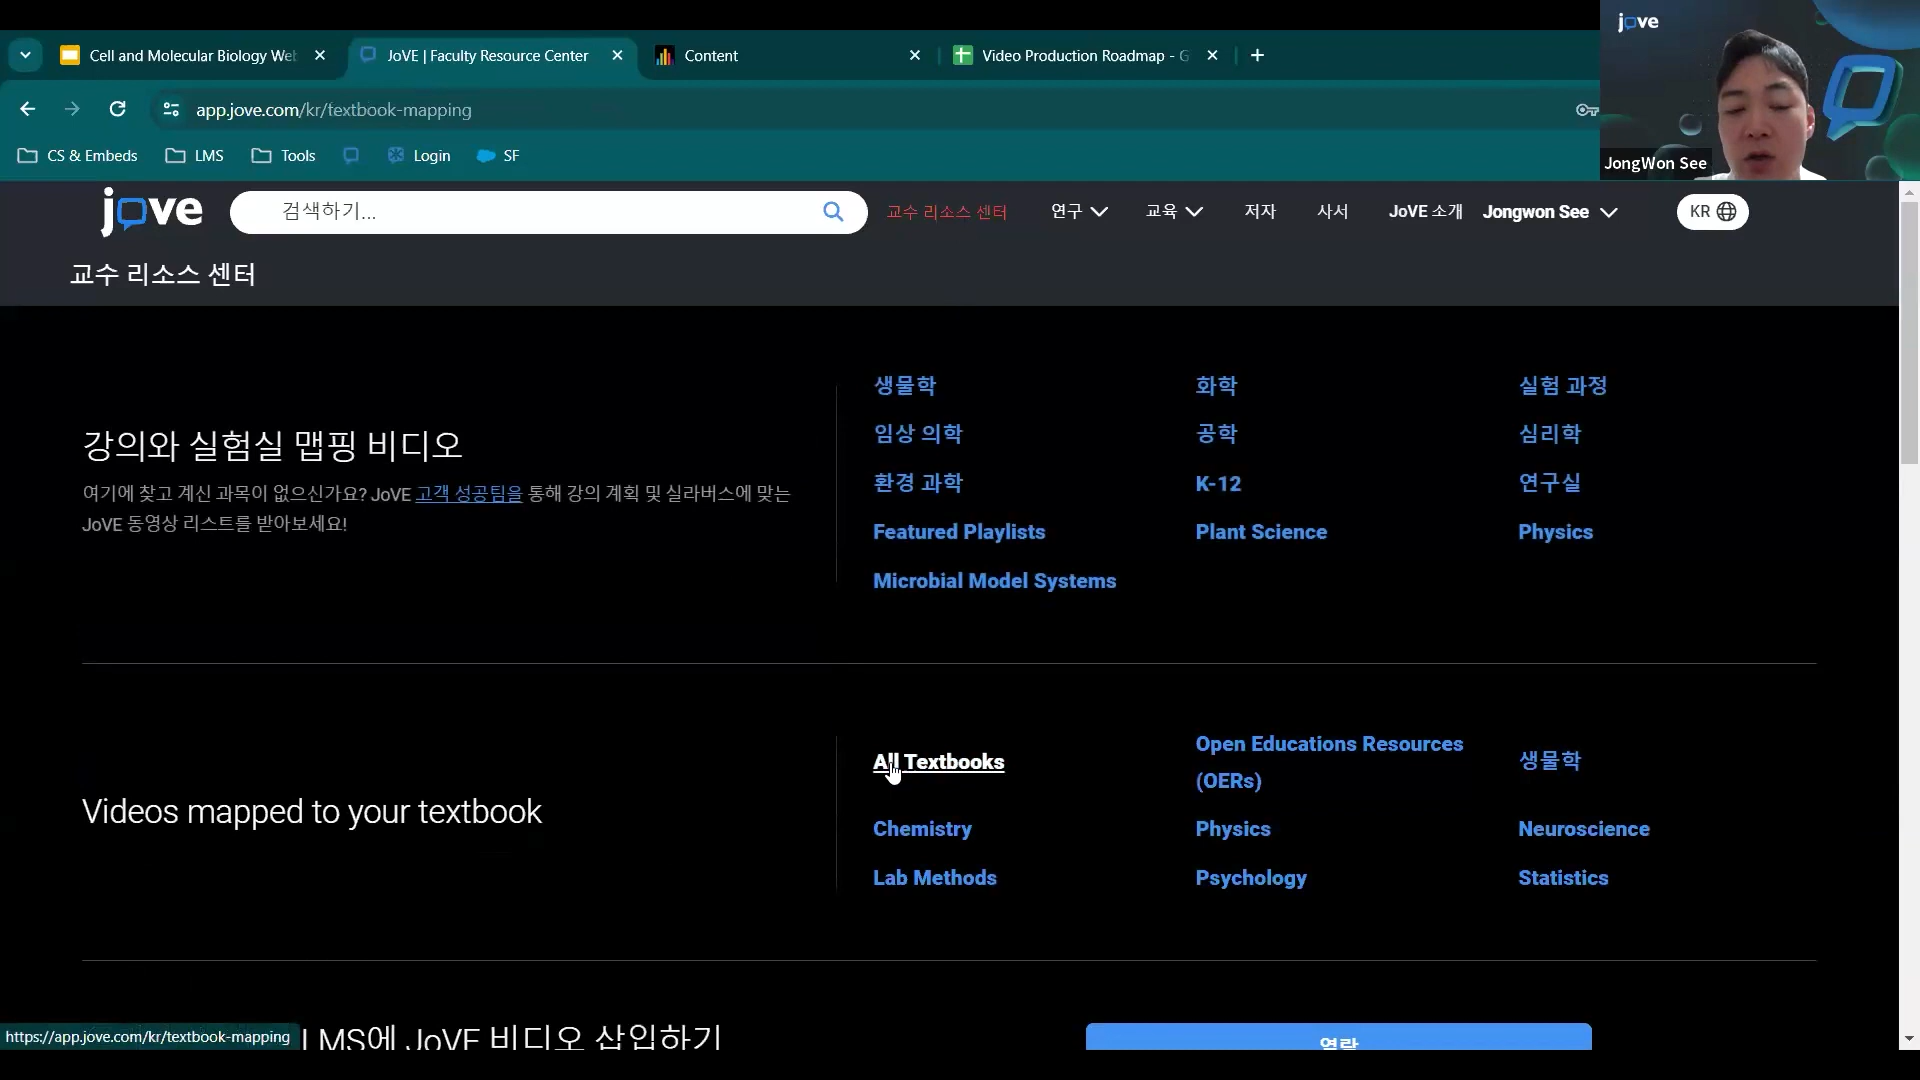 Cell and Molecular Biology Web
JoVE | Faculty Resource Center
Content
Video Production Roadmap - G
app.jove.com/kr/textbook-mapping
CS & Embeds
LMS
Tools
Login
SF
jove
JongWon See
jove
검색하기...
교수 리소스 센터
연구
교육
저자
사서
JoVE 소개
Jongwon See
KR
교수 리소스 센터
강의와 실험실 맵핑 비디오
여기에 찾고 계신 과목이 없으신가요? JoVE 고객 성공팀을 통해 강의 계획 및 실라버스에 맞는
JoVE 동영상 리스트를 받아보세요!
생물학
화학
실험 과정
임상 의학
공학
심리학
환경 과학
K-12
연구실
Featured Playlists
Plant Science
Physics
Microbial Model Systems
Videos mapped to your textbook
All Textbooks
Open Educations Resources
(OERs)
생물학
Chemistry
Physics
Neuroscience
Lab Methods
Psychology
Statistics
LMS에 JoVE 비디오 삽입하기
연락
https://app.jove.com/kr/textbook-mapping